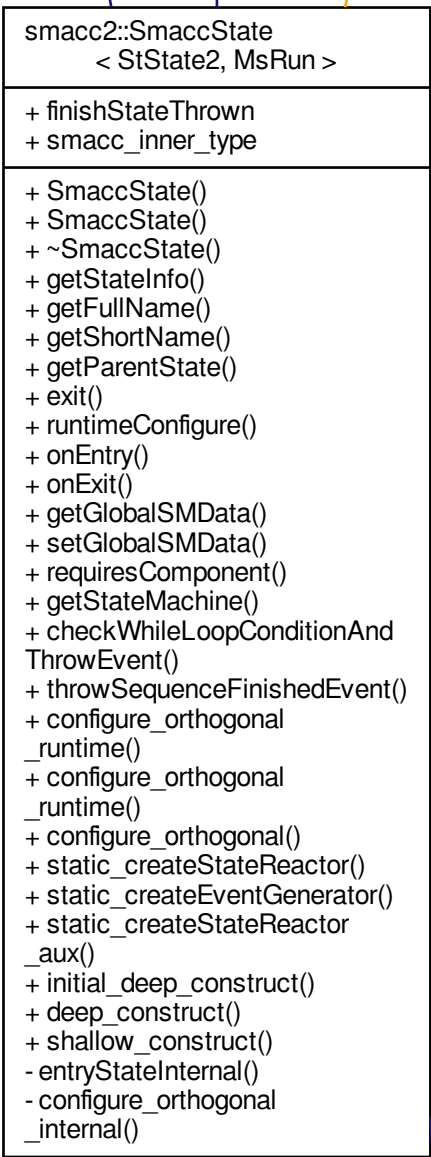 smacc2::SmaccState
< StState2, MsRun >
+ finishStateThrown
+ smacc_inner_type
+ SmaccState()
+ SmaccState()
+ ~SmaccState()
+ getStateInfo()
+ getFullName()
+ getShortName()
+ getParentState()
+ exit()
+ runtimeConfigure()
+ onEntry()
+ onExit()
+ getGlobalSMData()
+ setGlobalSMData()
+ requiresComponent()
+ getStateMachine()
+ checkWhileLoopConditionAnd
ThrowEvent()
+ throwSequenceFinishedEvent()
+ configure_orthogonal
_runtime()
+ configure_orthogonal
_runtime()
+ configure_orthogonal()
+ static_createStateReactor()
+ static_createEventGenerator()
+ static_createStateReactor
_aux()
+ initial_deep_construct()
+ deep_construct()
+ shallow_construct()
- entryStateInternal()
- configure_orthogonal
_internal()